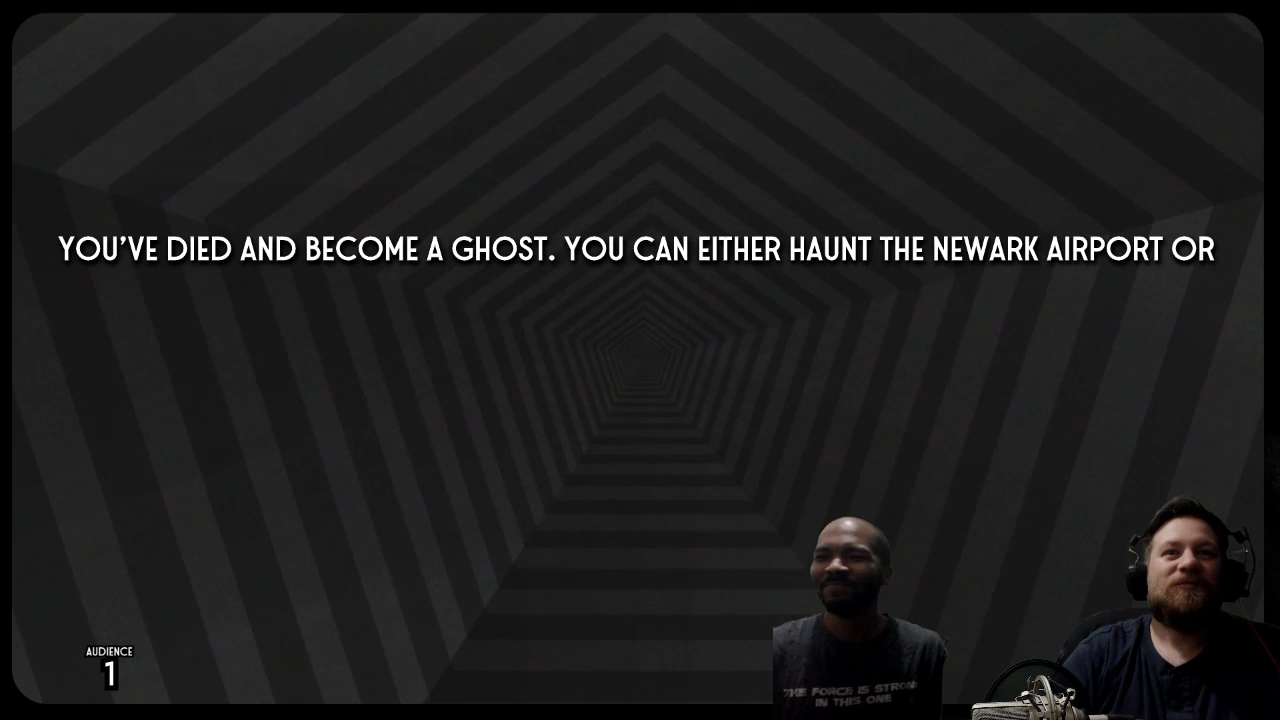 YOU'VE DIED AND BECOME A GHOST. YOU CAN EITHER HAUNT THE NEWARK AIRPORT OR
AUDIENCE
1
THE FORCE IS STRONG
IN THIS ONE